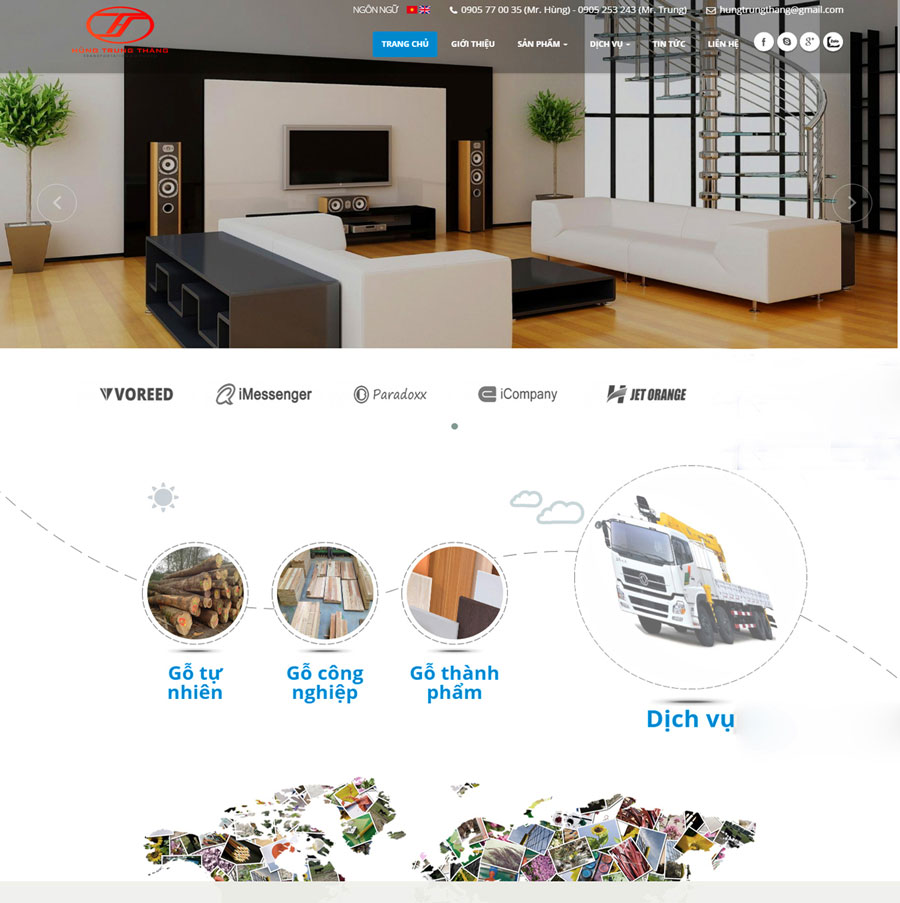 NGÔN NGỮ
0905 77 00 35 (Mr. Hùng) - 0905 253 243 (Mr. Trung)
hungtrungthang@gmail.com
HÙNG TRUNG THẮNG
TRANG CHỦ
GIỚI THIỆU
SẢN PHẨM
DỊCH VỤ
TIN TỨC
LIÊN HỆ
VOREED
iMessenger
Paradoxx
iCompany
JET ORANGE
Gỗ tự
nhiên
Gỗ công
nghiệp
Gỗ thành
phẩm
Dịch vụ